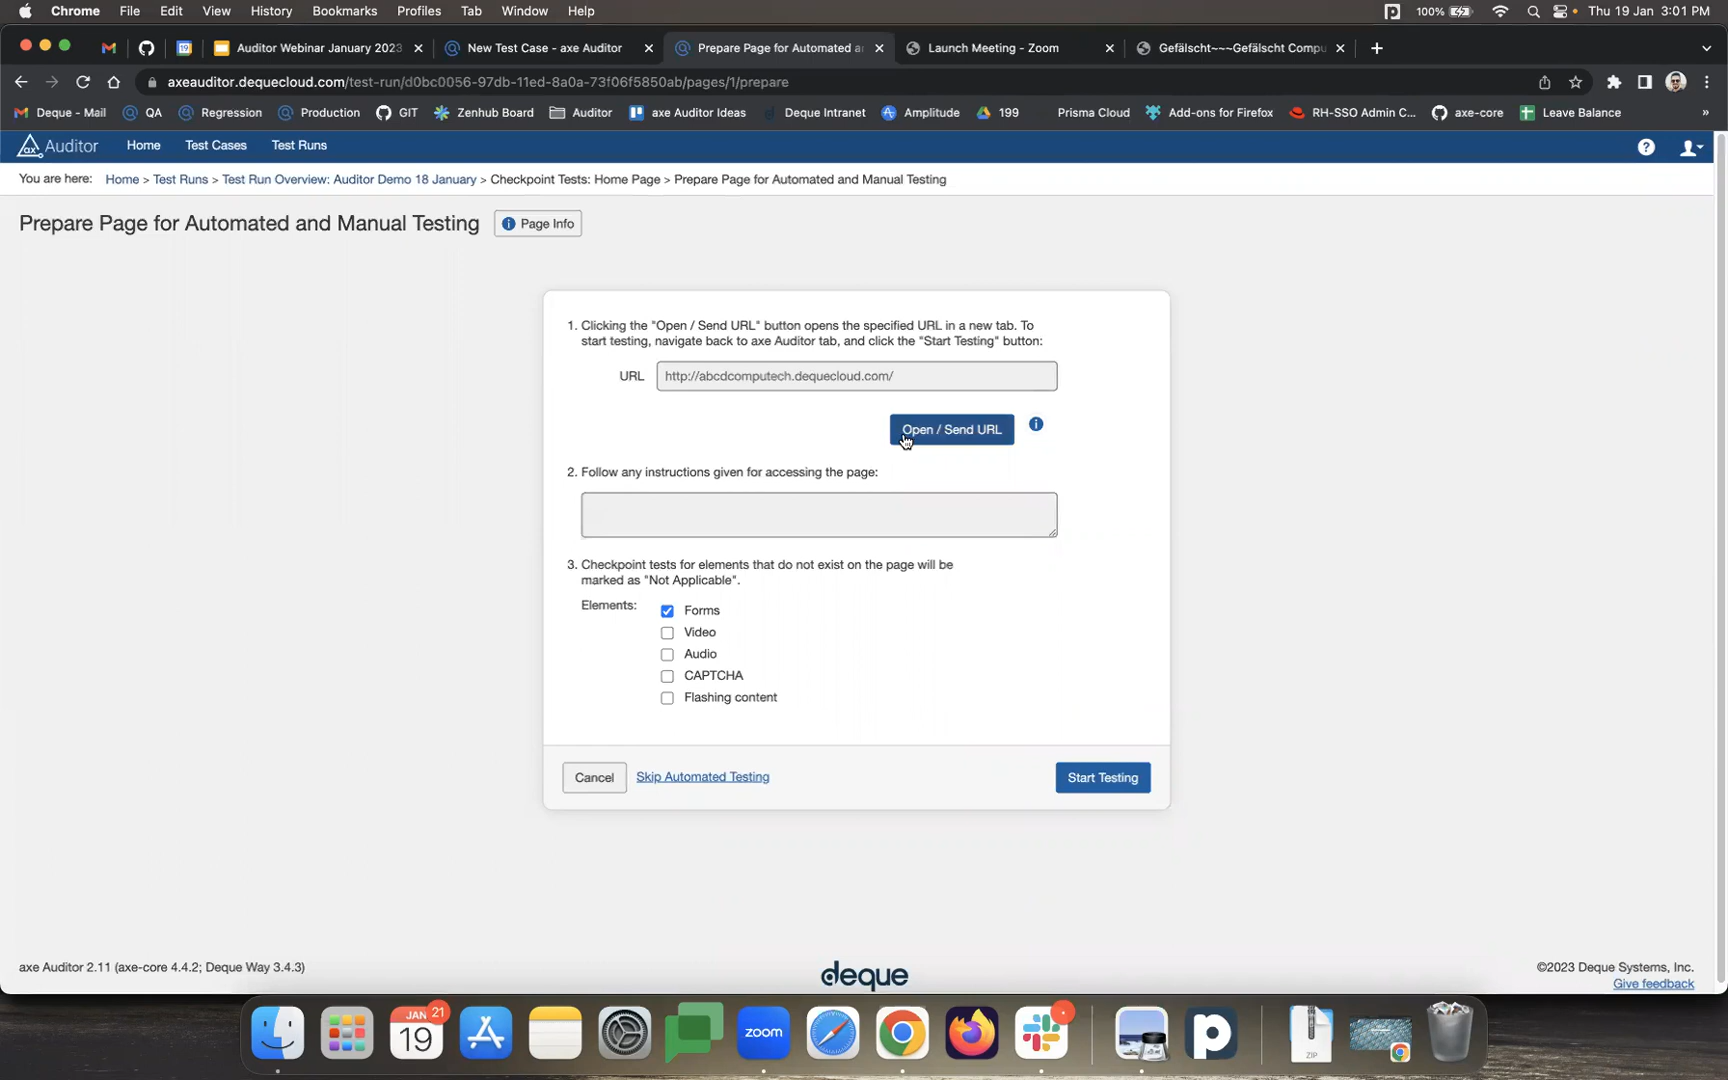 Chrome File Edit View History Bookmarks Profiles Tab Window Help 100% Thu 19 Jan 3:01 PM
Auditor Webinar January 2023 New Test Case - axe Auditor Prepare Page for Automated a Launch Meeting - Zoom Gefälscht~~~Gefälscht Compu
axeauditor.dequecloud.com/test-run/d0bc0056-97db-11ed-8a0a-73f06f5850ab/pages/1/prepare
Deque - Mail QA Regression Production GIT Zenhub Board Auditor axe Auditor Ideas Deque Intranet Amplitude 199 Prisma Cloud Add-ons for Firefox RH-SSO Admin C... axe-core Leave Balance »
ax Auditor Home Test Cases Test Runs
You are here: Home > Test Runs > Test Run Overview: Auditor Demo 18 January > Checkpoint Tests: Home Page > Prepare Page for Automated and Manual Testing
Prepare Page for Automated and Manual Testing Page Info
1. Clicking the "Open / Send URL" button opens the specified URL in a new tab. To
start testing, navigate back to axe Auditor tab, and click the "Start Testing" button:
URL http://abcdcomputech.dequecloud.com/
Open / Send URL
2. Follow any instructions given for accessing the page:
3. Checkpoint tests for elements that do not exist on the page will be
marked as "Not Applicable".
Elements: Forms
Video
Audio
CAPTCHA
Flashing content
Cancel Skip Automated Testing Start Testing
axe Auditor 2.11 (axe-core 4.4.2; Deque Way 3.4.3) deque ©2023 Deque Systems, Inc.
Give feedback
JAN 21
19 zoom ZIP